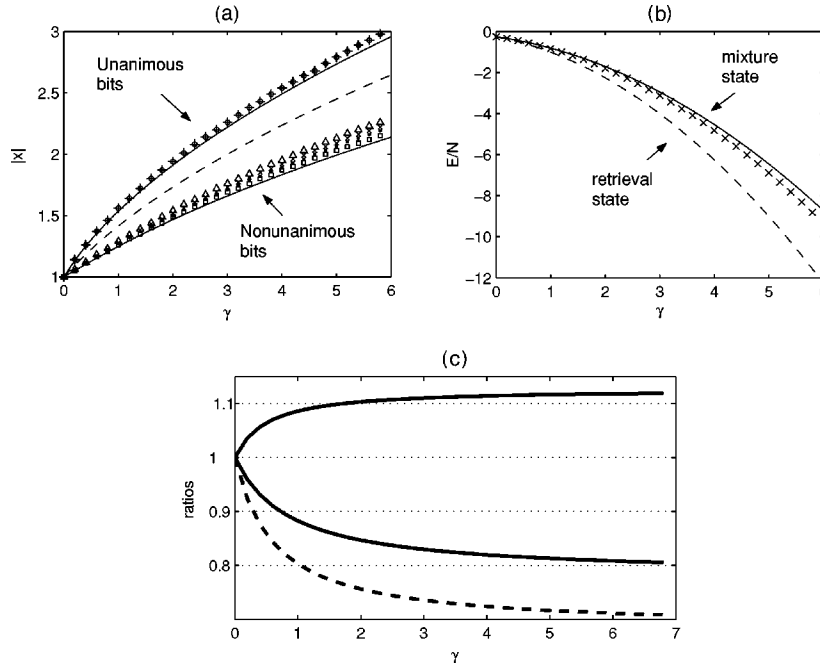 (a)
3
2.5
2
1.5
1
|x|
Unanimous
bits
Nonunanimous
bits
0 1 2 3 4 5 6
γ
(b)
0
−2
−4
−6
−8
−10
−12
E/N
mixture
state
retrieval
state
0 1 2 3 4 5
γ
(c)
1.1
1
0.9
0.8
ratios
0 1 2 3 4 5 6 7
γ